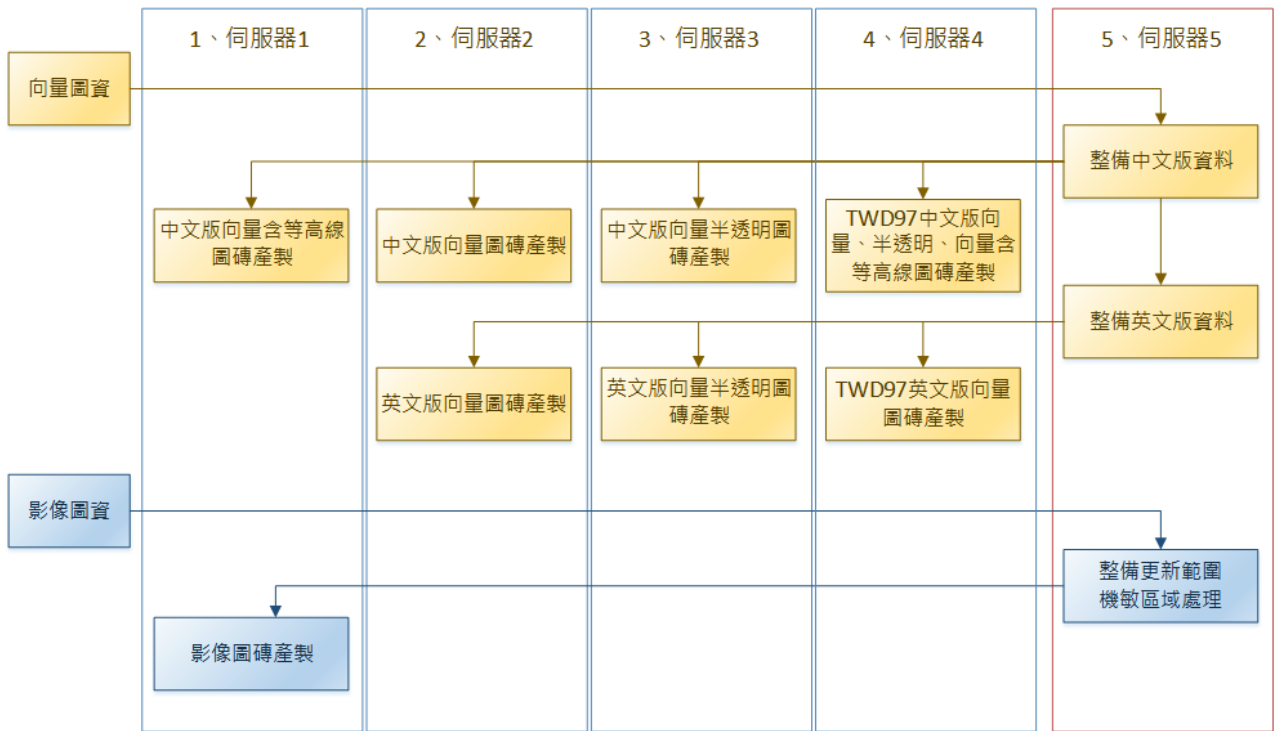 1、伺服器1
2、伺服器2
3、伺服器3
4、伺服器4
5、伺服器5
向量圖資
整備中文版資料
中文版向量含等高線
圖磚產製
中文版向量圖磚產製
中文版向量半透明圖
磚產製
TWD97中文版向
量、半透明、向量含
等高線圖磚產製
整備英文版資料
英文版向量圖磚產製
英文版向量半透明圖
磚產製
TWD97英文版向量
圖磚產製
影像圖資
整備更新範圍
機敏區域處理
影像圖磚產製